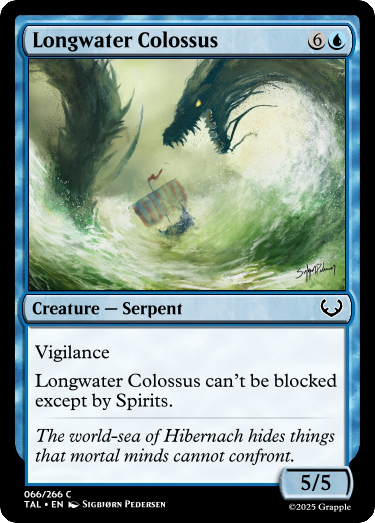 Longwater Colossus 6
Creature — Serpent
Vigilance
Longwater Colossus can't be blocked
except by Spirits.
The world-sea of Hibernach hides things
that mortal minds cannot confront.
5/5
066/266 C
TAL • EN Sigbjørn Pedersen
©2025 Grapple